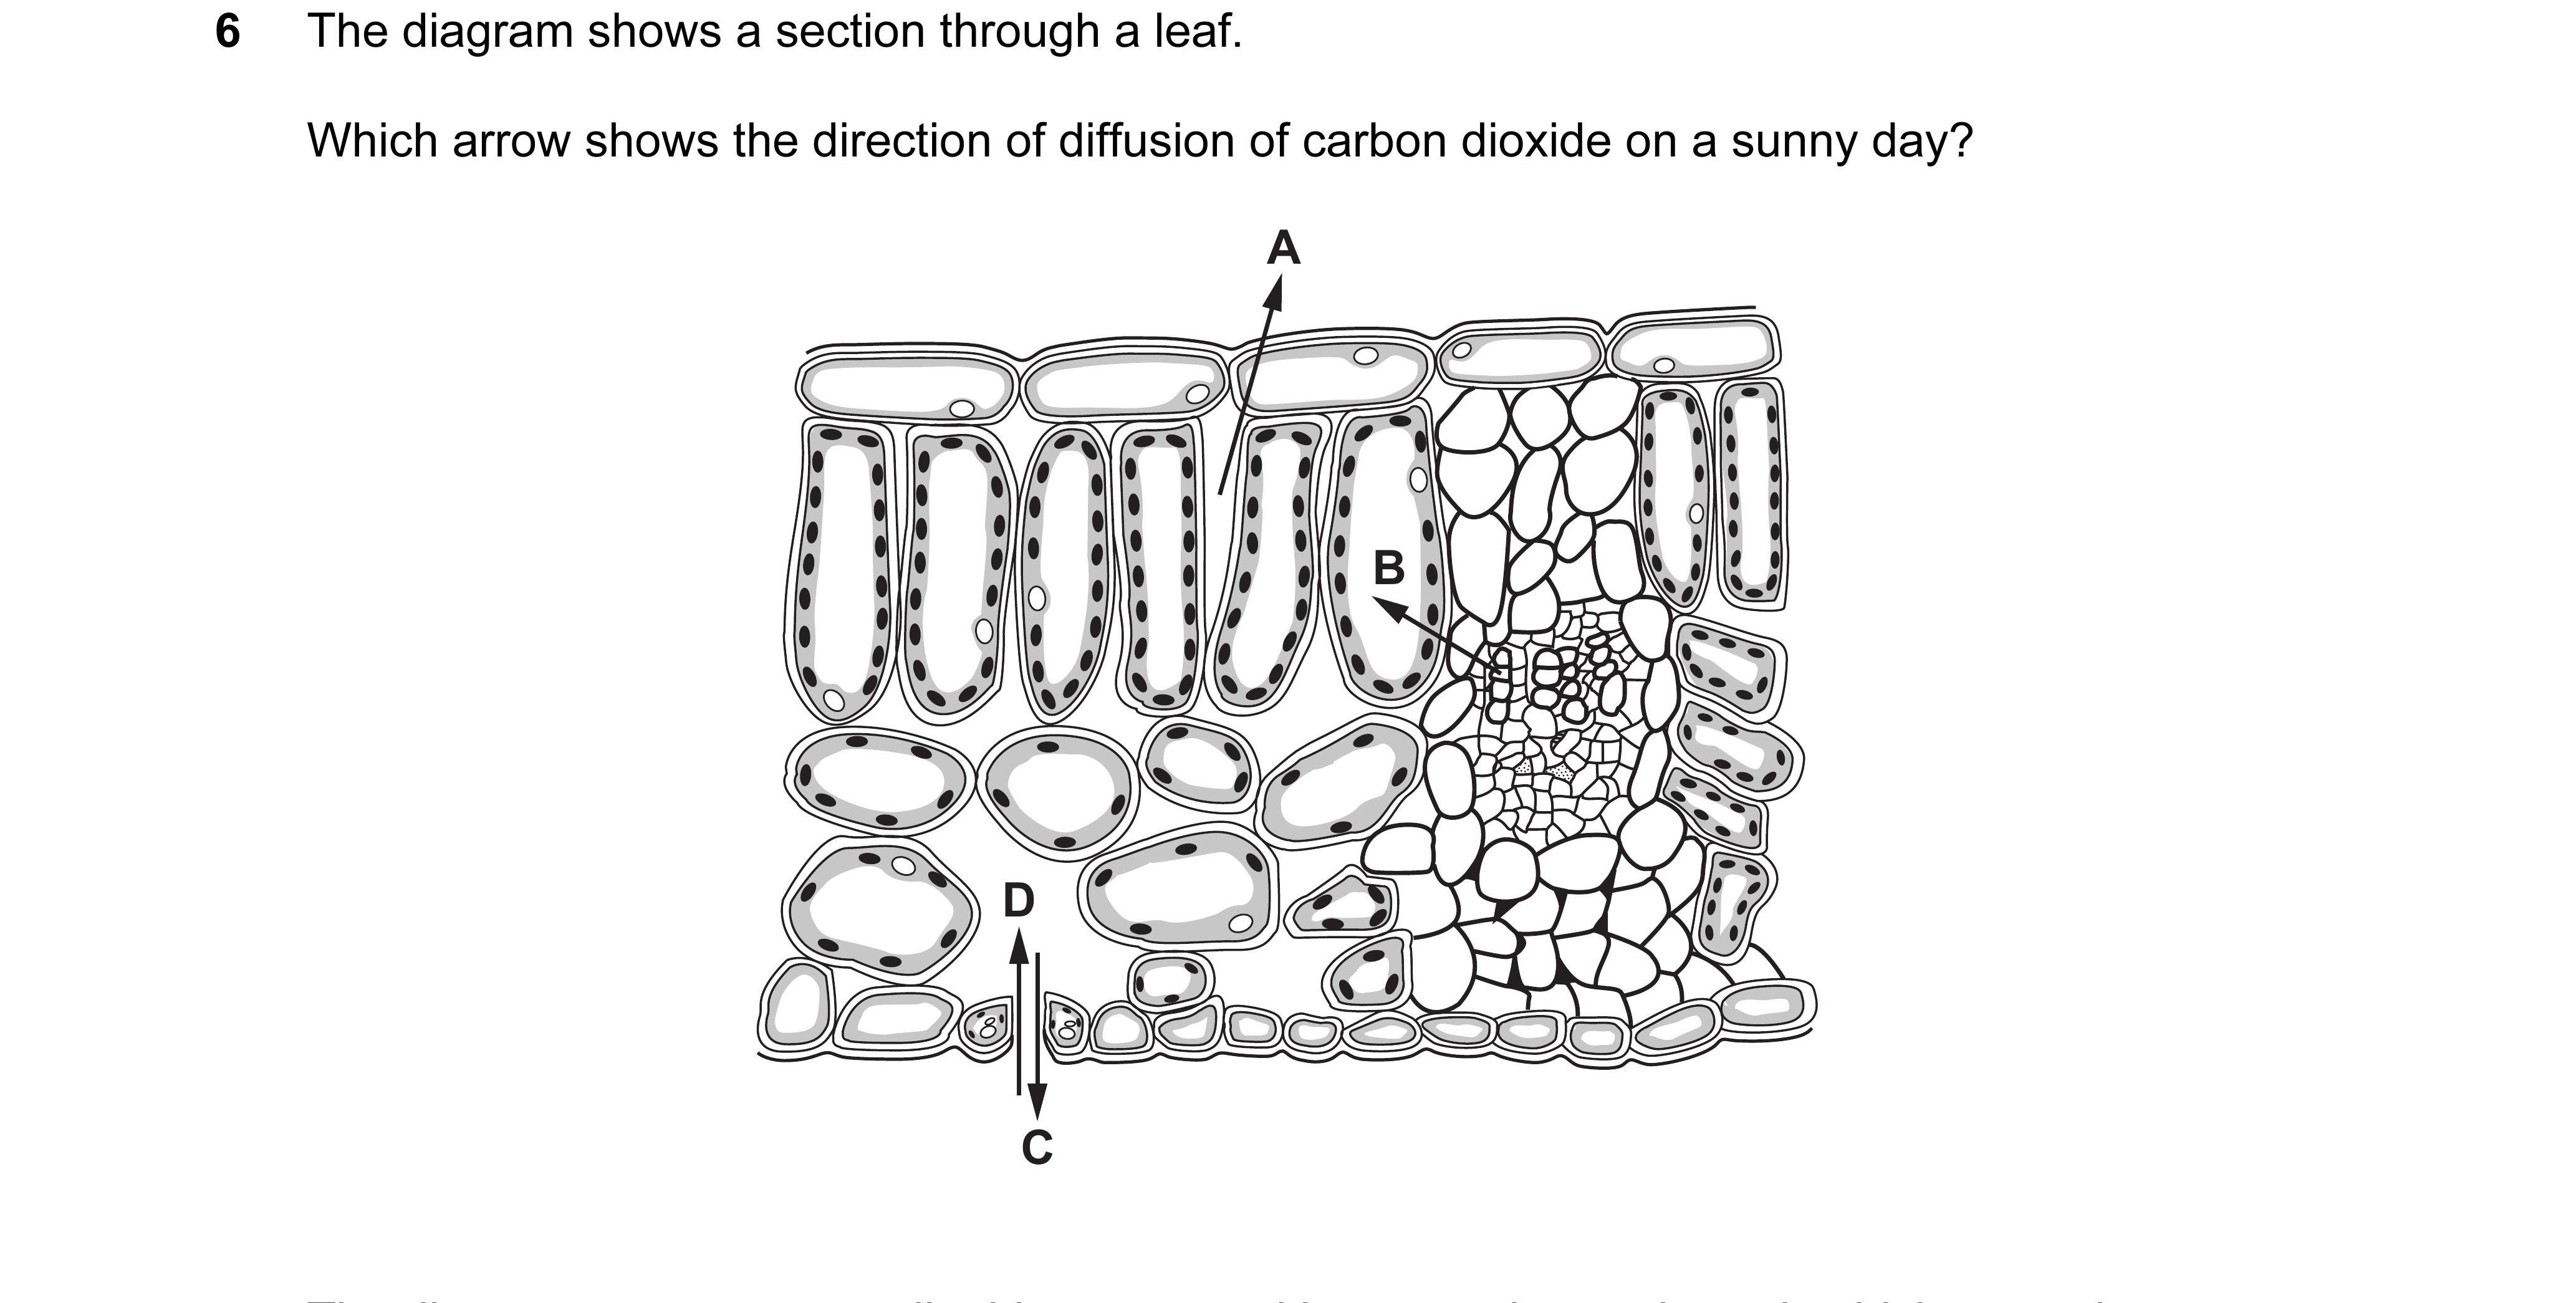 6 The diagram shows a section through a leaf.
Which arrow shows the direction of diffusion of carbon dioxide on a sunny day?
A
B
D
C